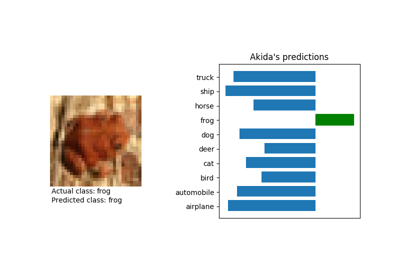 Akida's predictions
truck
ship
horse
frog
dog
deer
cat
bird
automobile
airplane
Actual class: frog
Predicted class: frog